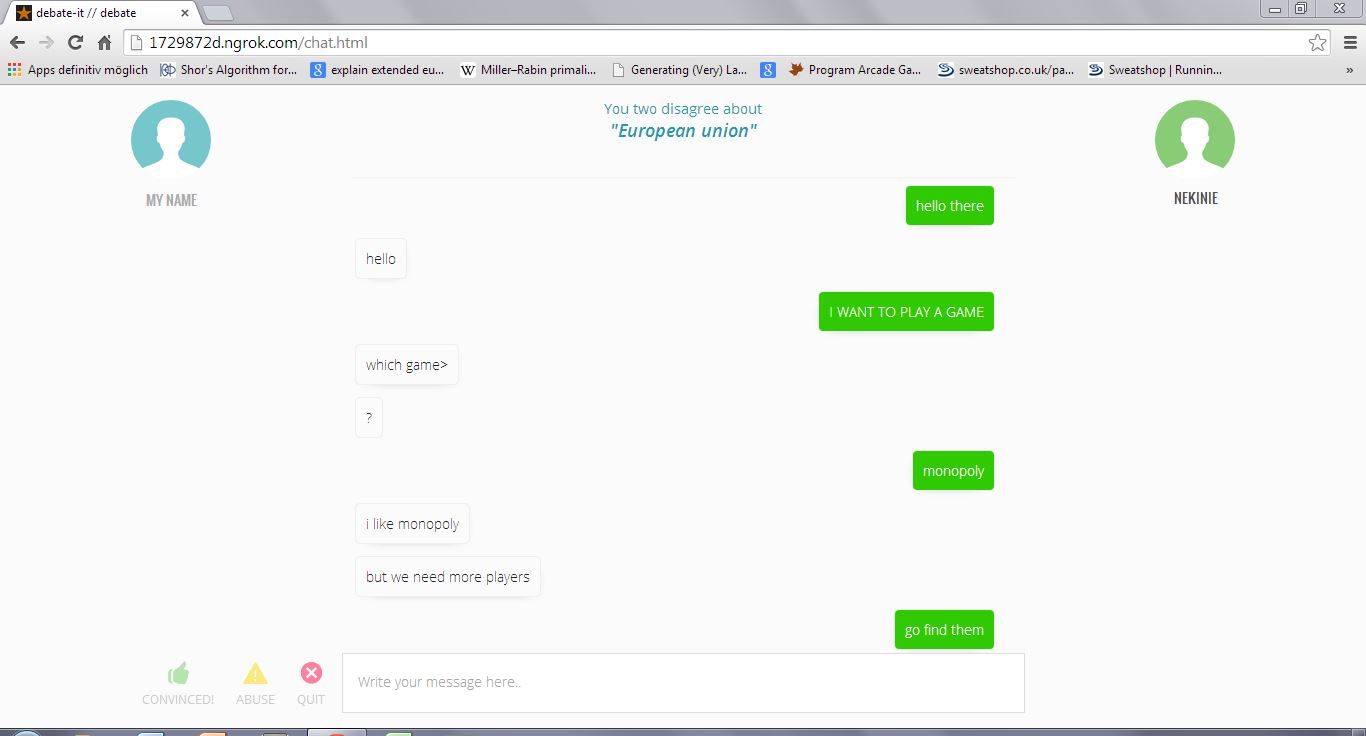 debate-it // debate
1729872d.ngrok.com/chat.html
Apps definitiv möglich
Shor's Algorithm for...
explain extended eu...
Miller–Rabin primali...
Generating (Very) La...
Program Arcade Ga...
sweatshop.co.uk/pa...
Sweatshop | Runnin...
»
You two disagree about
"European union"
MY NAME
NEKINIE
hello there
hello
I WANT TO PLAY A GAME
which game>
?
monopoly
i like monopoly
but we need more players
go find them
CONVINCED!
ABUSE
QUIT
Write your message here..